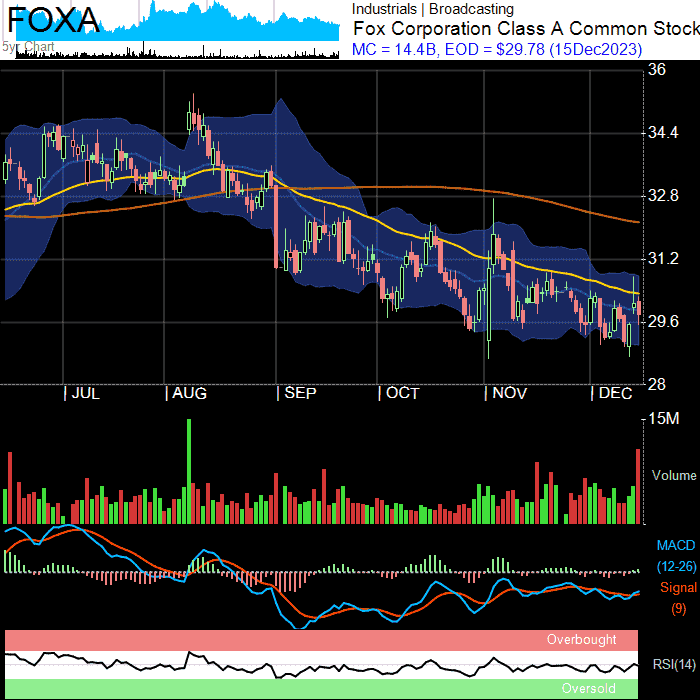 FOXA
5yr Chart
Industrials | Broadcasting
Fox Corporation Class A Common Stock
MC = 14.4B, EOD = $29.78 (15Dec2023)
36
34.4
32.8
31.2
29.6
28
| JUL | AUG | SEP | OCT | NOV | DEC
15M
Volume
MACD
(12-26)
Signal
(9)
Overbought
RSI(14)
Oversold